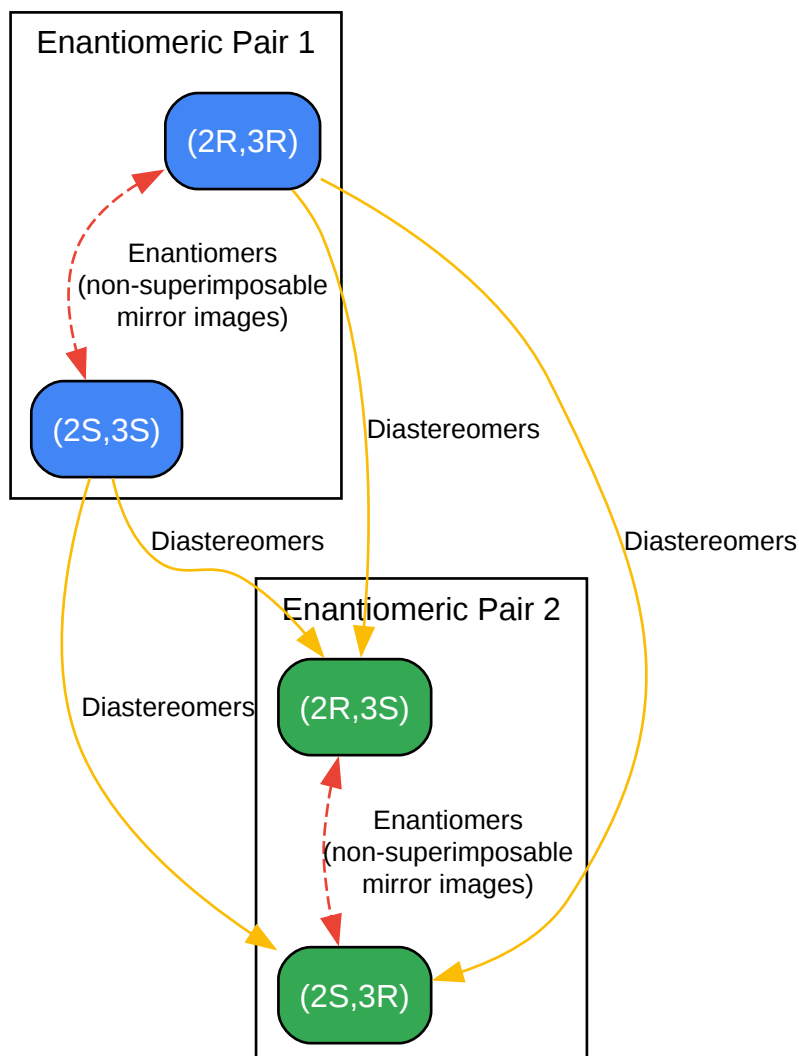 Enantiomeric Pair 1
(2R,3R)
Enantiomers
(non-superimposable
mirror images)
(2S,3S)
Diastereomers
Diastereomers
Diastereomers
Enantiomeric Pair 2
(2R,3S)
Diastereomers
Enantiomers
(non-superimposable
mirror images)
(2S,3R)